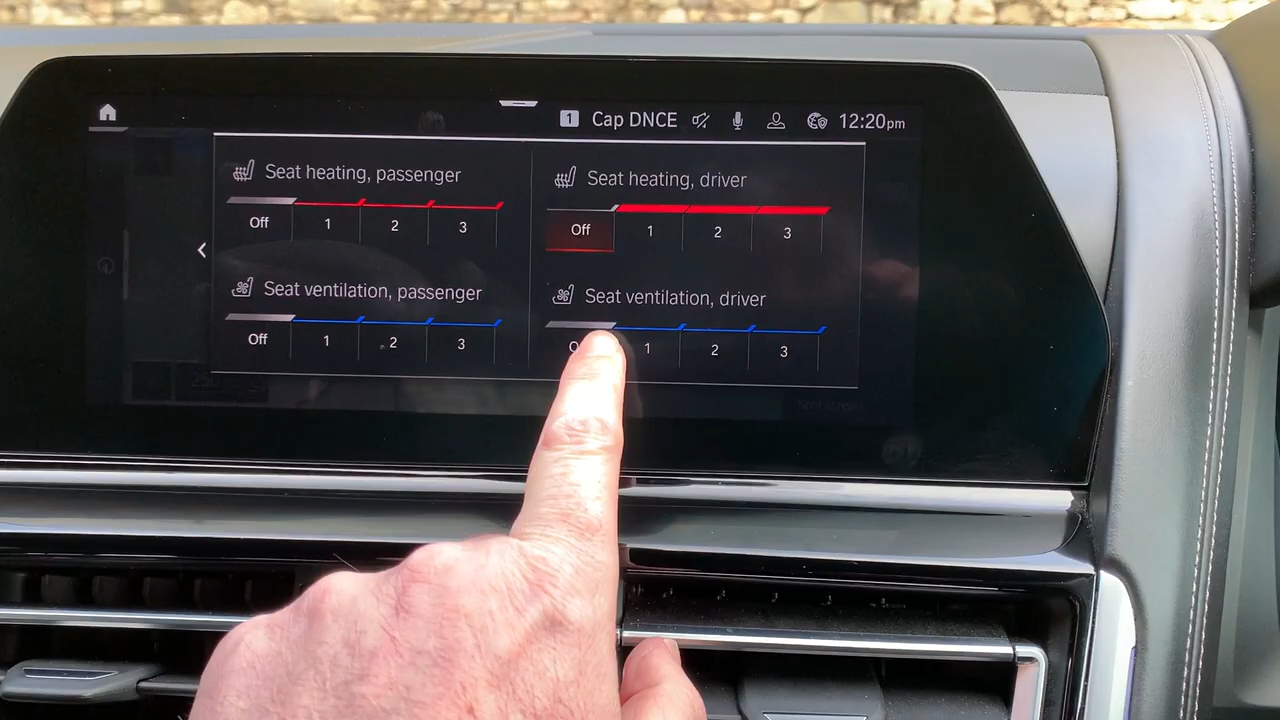 1 Cap DNCE 12:20pm
Seat heating, passenger
Off 1 2 3
Seat heating, driver
Off 1 2 3
Seat ventilation, passenger
Off 1 2 3
Seat ventilation, driver
1 2 3